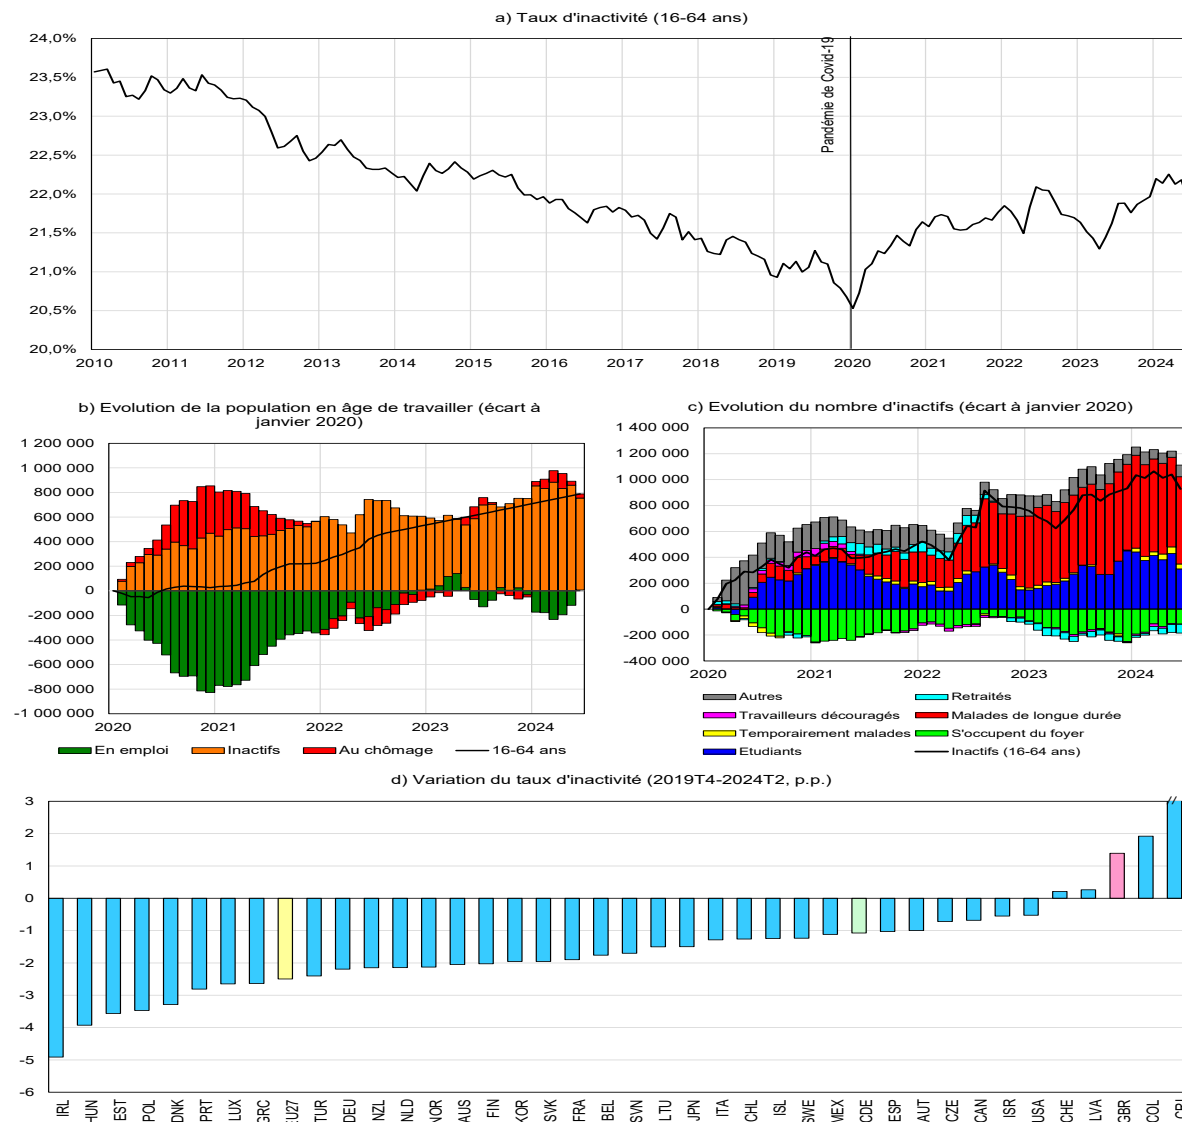 a) Taux d'inactivité (16-64 ans)
24,0%
23,5%
23,0%
22,5%
22,0%
21,5%
21,0%
20,5%
20,0%
Pandémie de Covid-19
2010 2011 2012 2013 2014 2015 2016 2017 2018 2019 2020 2021 2022 2023 2024
b) Evolution de la population en âge de travailler (écart à
janvier 2020)
1 200 000
1 000 000
800 000
600 000
400 000
200 000
0
-200 000
-400 000
-600 000
-800 000
-1 000 000
2020 2021 2022 2023 2024
En emploi Inactifs Au chômage 16-64 ans
c) Evolution du nombre d'inactifs (écart à janvier 2020)
1 400 000
1 200 000
1 000 000
800 000
600 000
400 000
200 000
0
-200 000
-400 000
2020 2021 2022 2023 2024
Autres Retraités
Travailleurs découragés Malades de longue durée
Temporairement malades S'occupent du foyer
Etudiants Inactifs (16-64 ans)
d) Variation du taux d'inactivité (2019T4-2024T2, p.p.)
3
2
1
0
-1
-2
-3
-4
-5
-6
IRL HUN EST POL DNK PRT LUX GRC EU27 TUR DEU NZL NLD NOR AUS FIN KOR SVK FRA BEL SVN LTU JPN ITA CHL ISL SWE MEX CDE ESP AUT CZE CAN ISR USA CHE LVA GBR COL CRI